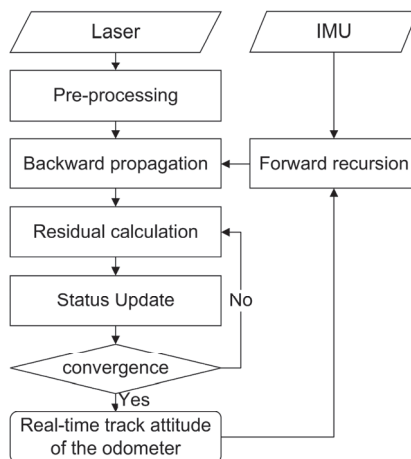 Laser
IMU
Pre-processing
Backward propagation
Forward recursion
Residual calculation
Status Update
No
convergence
Yes
Real-time track attitude
of the odometer